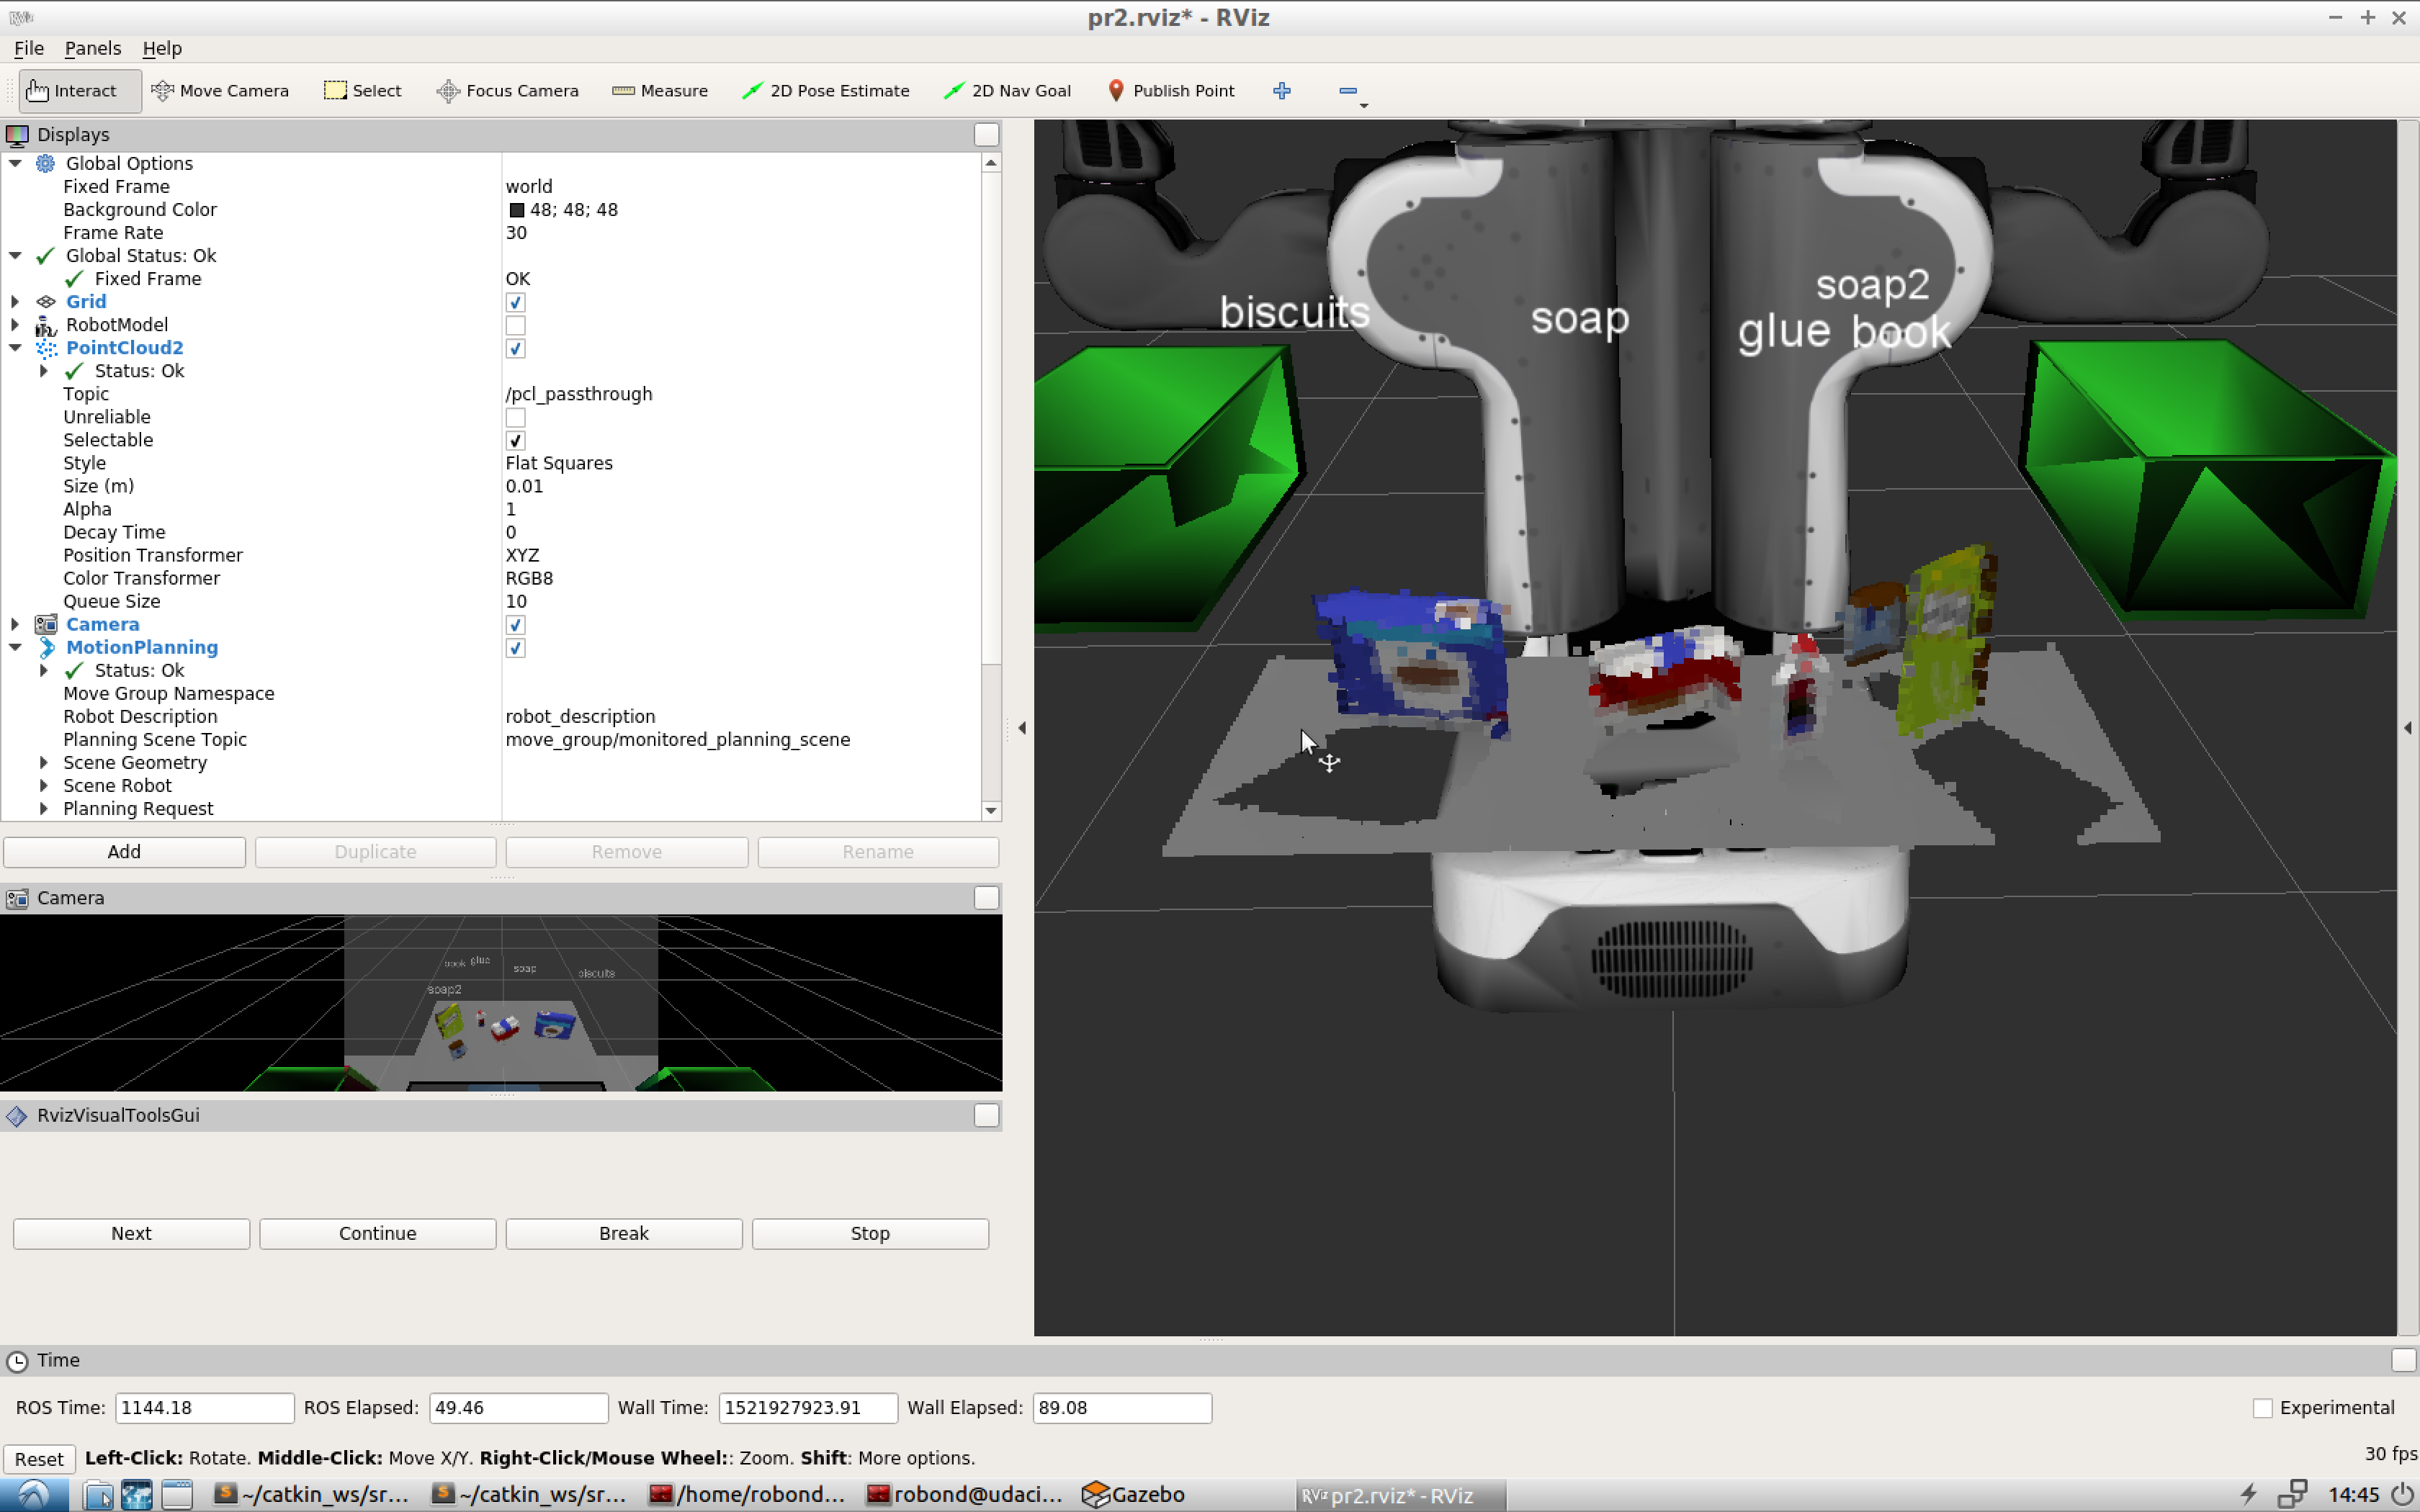 RViz
pr2.rviz* - RViz
File Panels Help
Interact Move Camera Select Focus Camera Measure 2D Pose Estimate 2D Nav Goal Publish Point
Displays
Global Options
Fixed Frame world
Background Color 48; 48; 48
Frame Rate 30
Global Status: Ok
Fixed Frame OK
Grid
RobotModel
PointCloud2
Status: Ok
Topic /pcl_passthrough
Unreliable
Selectable
Style Flat Squares
Size (m) 0.01
Alpha 1
Decay Time 0
Position Transformer XYZ
Color Transformer RGB8
Queue Size 10
Camera
MotionPlanning
Status: Ok
Move Group Namespace
Robot Description robot_description
Planning Scene Topic move_group/monitored_planning_scene
Scene Geometry
Scene Robot
Planning Request
Add Duplicate Remove Rename
Camera
book glue soap biscuits
soap2
RvizVisualToolsGui
Next Continue Break Stop
soap2
biscuits soap glue book
Time
ROS Time: 1144.18 ROS Elapsed: 49.46 Wall Time: 1521927923.91 Wall Elapsed: 89.08 Experimental
Reset Left-Click: Rotate. Middle-Click: Move X/Y. Right-Click/Mouse Wheel:: Zoom. Shift: More options. 30 fps
~/catkin_ws/sr... ~/catkin_ws/sr... /home/robond... robond@udaci... Gazebo RViz pr2.rviz* - RViz 14:45